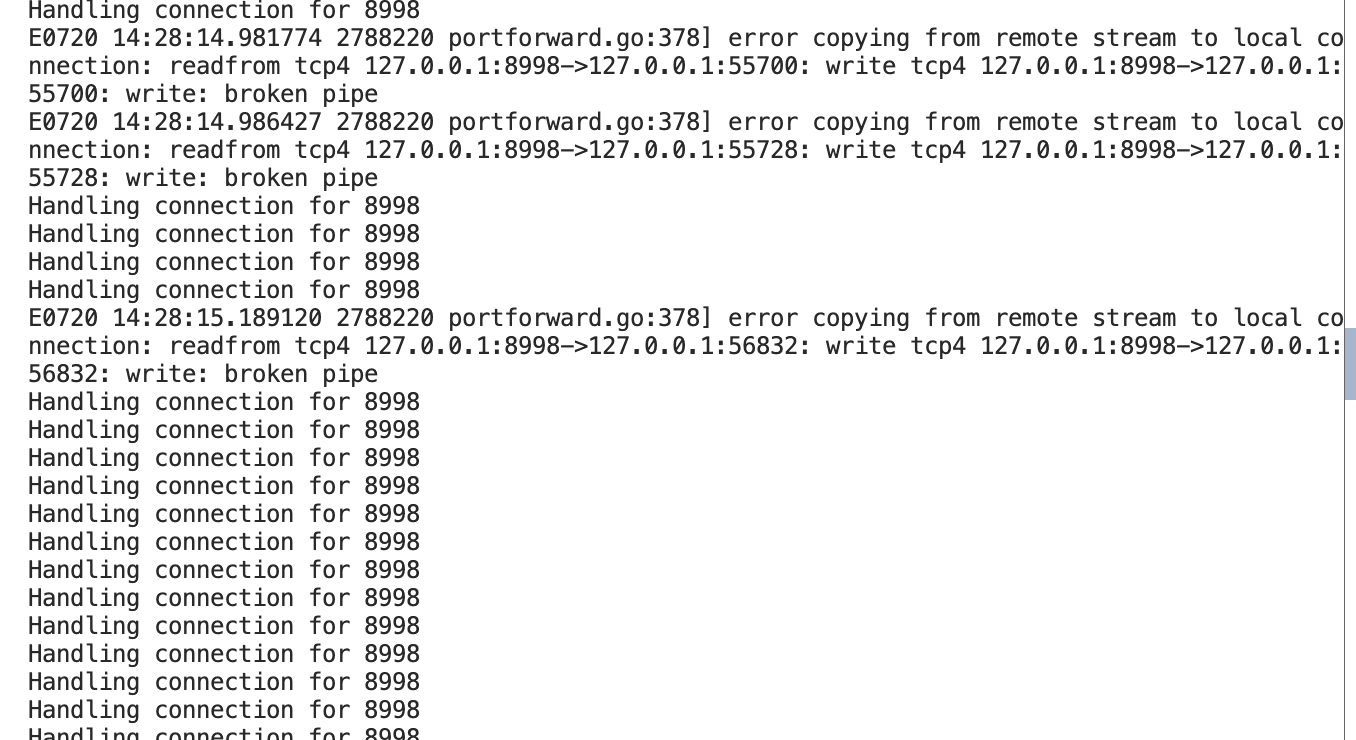 Handling connection for 8998
E0720 14:28:14.981774 2788220 portforward.go:378] error copying from remote stream to local co
nnection: readfrom tcp4 127.0.0.1:8998->127.0.0.1:55700: write tcp4 127.0.0.1:8998->127.0.0.1:
55700: write: broken pipe
E0720 14:28:14.986427 2788220 portforward.go:378] error copying from remote stream to local co
nnection: readfrom tcp4 127.0.0.1:8998->127.0.0.1:55728: write tcp4 127.0.0.1:8998->127.0.0.1:
55728: write: broken pipe
Handling connection for 8998
Handling connection for 8998
Handling connection for 8998
Handling connection for 8998
E0720 14:28:15.189120 2788220 portforward.go:378] error copying from remote stream to local co
nnection: readfrom tcp4 127.0.0.1:8998->127.0.0.1:56832: write tcp4 127.0.0.1:8998->127.0.0.1:
56832: write: broken pipe
Handling connection for 8998
Handling connection for 8998
Handling connection for 8998
Handling connection for 8998
Handling connection for 8998
Handling connection for 8998
Handling connection for 8998
Handling connection for 8998
Handling connection for 8998
Handling connection for 8998
Handling connection for 8998
Handling connection for 8998
Handling connection for 8998